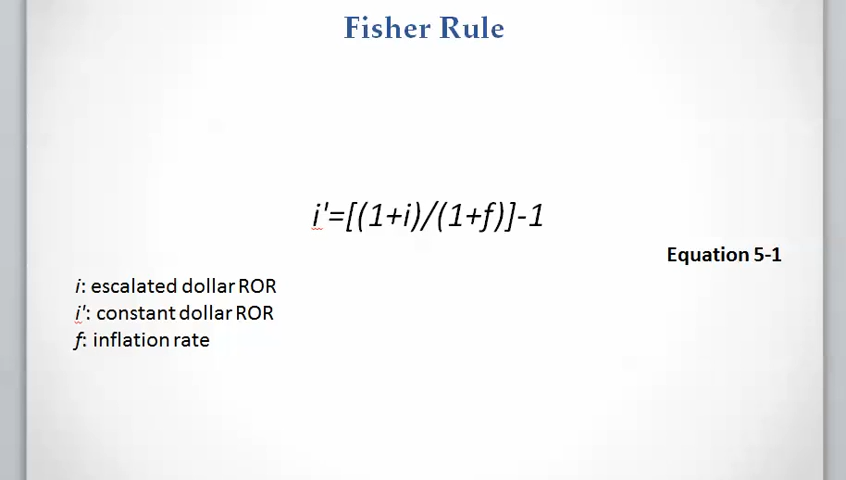 Fisher Rule
i'=[(1+i)/(1+f)]-1
Equation 5-1
i: escalated dollar ROR
i': constant dollar ROR
f: inflation rate